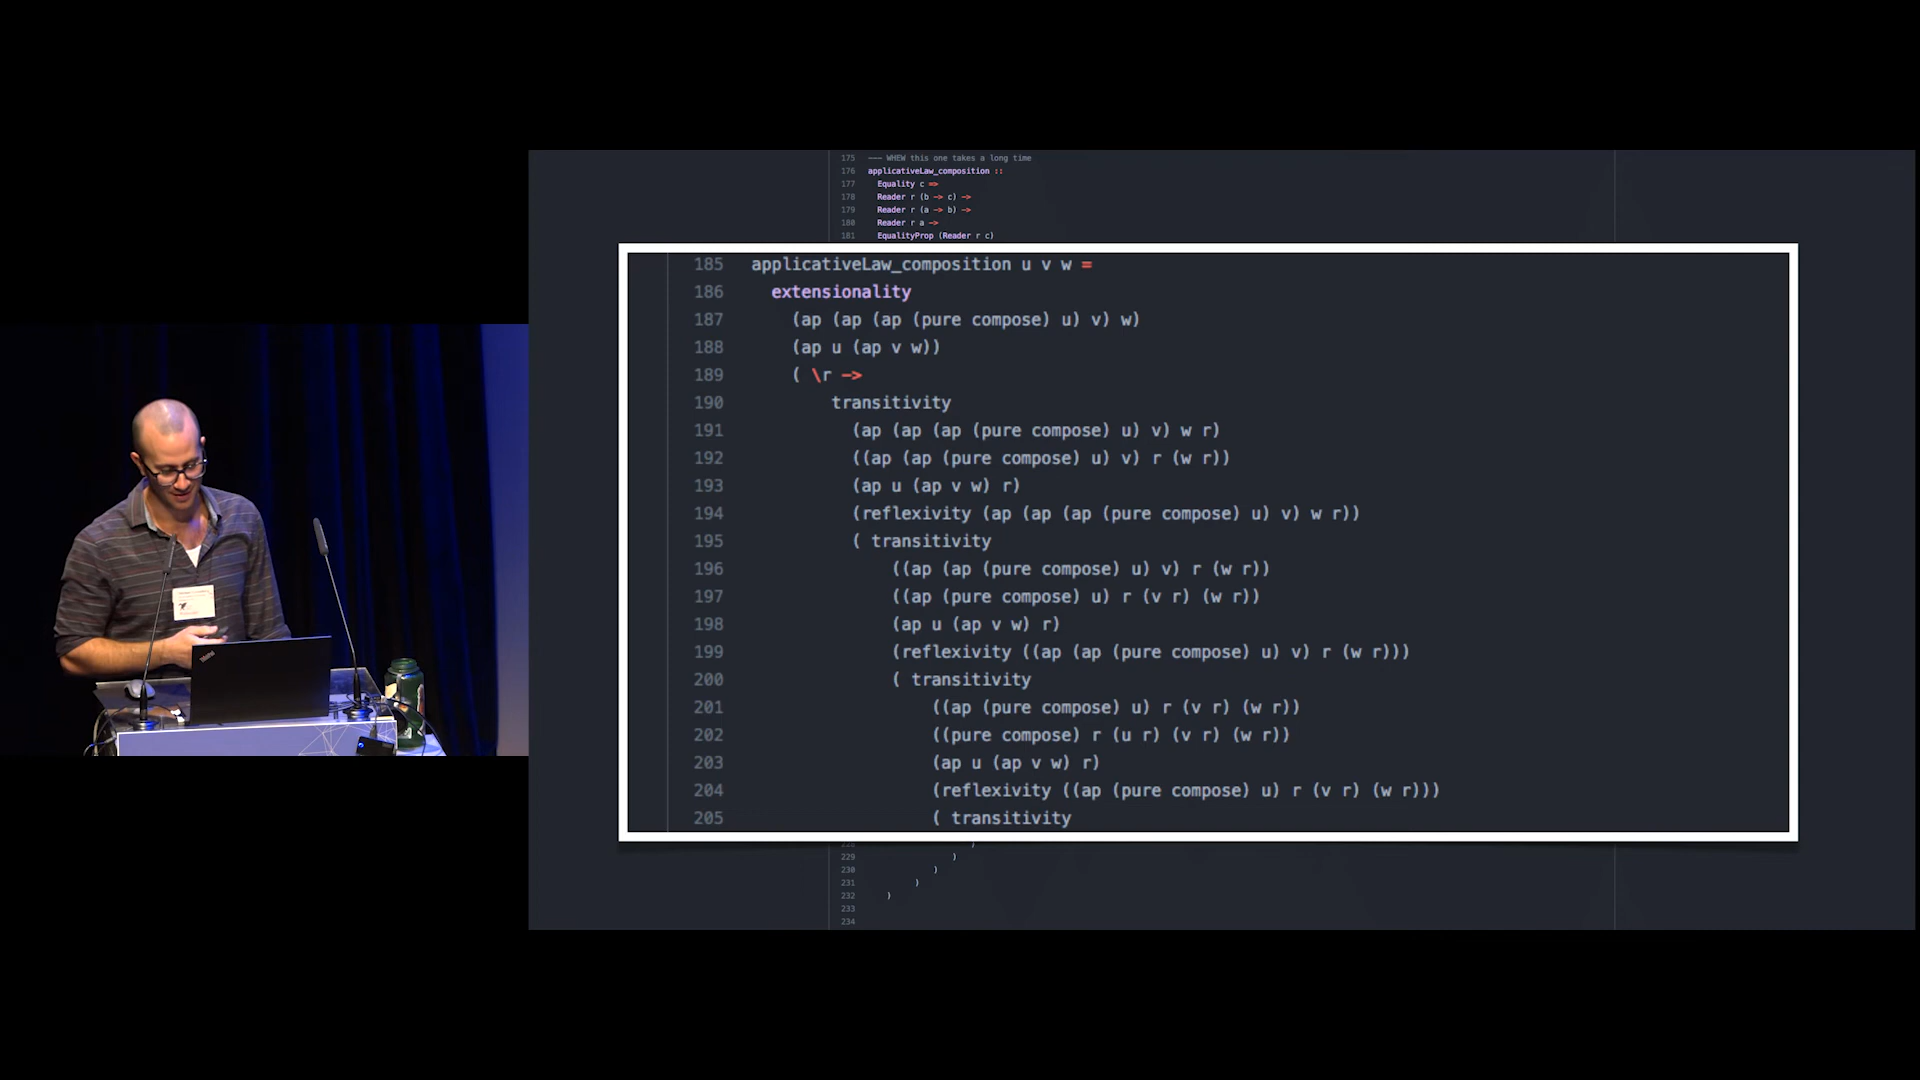 175 --- WHEW this one takes a long time
176 applicativeLaw_composition ::
177 Equality c =>
178 Reader r (b -> c) ->
179 Reader r (a -> b) ->
180 Reader r a ->
181 EqualityProp (Reader r c)
185 applicativeLaw_composition u v w =
186 extensionality
187 (ap (ap (ap (pure compose) u) v) w)
188 (ap u (ap v w))
189 ( \r ->
190 transitivity
191 (ap (ap (ap (pure compose) u) v) w r)
192 ((ap (ap (pure compose) u) v) r (w r))
193 (ap u (ap v w) r)
194 (reflexivity (ap (ap (ap (pure compose) u) v) w r))
195 ( transitivity
196 ((ap (ap (pure compose) u) v) r (w r))
197 ((ap (pure compose) u) r (v r) (w r))
198 (ap u (ap v w) r)
199 (reflexivity ((ap (ap (pure compose) u) v) r (w r)))
200 ( transitivity
201 ((ap (pure compose) u) r (v r) (w r))
202 ((pure compose) r (u r) (v r) (w r))
203 (ap u (ap v w) r)
204 (reflexivity ((ap (pure compose) u) r (v r) (w r)))
205 ( transitivity
229 )
230 )
231 )
232 )
233
234
ThinkPad